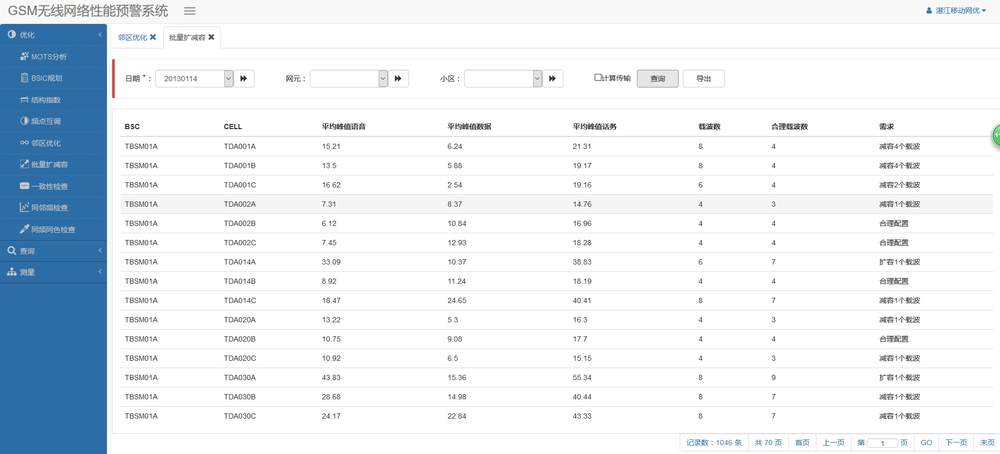 GSM无线网络性能预警系统
湛江移动网优
优化
MOTS分析
BSIC规划
结构指数
频点互调
邻区优化
批量扩减容
一致性检查
同邻频检查
同频同色检查
查询
测量
邻区优化 批量扩减容
日期 * : 20130114 网元 : 小区 : 计算传输 查询 导出
BSC CELL 平均峰值语音 平均峰值数据 平均峰值话务 载波数 合理载波数 需求
TBSM01A TDA001A 15.21 6.24 21.31 8 4 减容4个载波
TBSM01A TDA001B 13.5 5.88 19.17 8 4 减容4个载波
TBSM01A TDA001C 16.62 2.54 19.16 6 4 减容2个载波
TBSM01A TDA002A 7.31 8.37 14.76 4 3 减容1个载波
TBSM01A TDA002B 6.12 10.84 16.96 4 4 合理配置
TBSM01A TDA002C 7.45 12.93 18.28 4 4 合理配置
TBSM01A TDA014A 33.09 10.37 38.83 6 7 扩容1个载波
TBSM01A TDA014B 8.92 11.24 18.19 4 4 合理配置
TBSM01A TDA014C 18.47 24.65 40.41 8 7 减容1个载波
TBSM01A TDA020A 13.22 5.3 16.3 4 3 减容1个载波
TBSM01A TDA020B 10.75 9.08 17.7 4 4 合理配置
TBSM01A TDA020C 10.92 6.5 15.15 4 3 减容1个载波
TBSM01A TDA030A 43.83 15.36 55.34 8 9 扩容1个载波
TBSM01A TDA030B 28.68 14.98 40.44 8 7 减容1个载波
TBSM01A TDA030C 24.17 22.84 43.33 8 7 减容1个载波
记录数：1046 条 共 70 页 首页 上一页 第 1 页 GO 下一页 末页